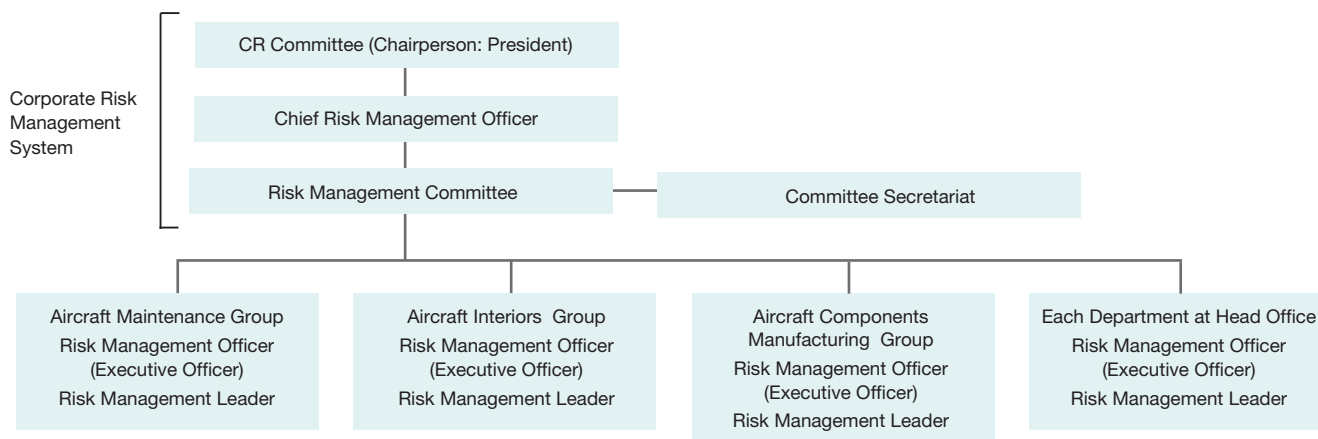 CR Committee (Chairperson: President)
Corporate Risk
Management
System
Chief Risk Management Officer
Risk Management Committee
Committee Secretariat
Aircraft Maintenance Group
Risk Management Officer
(Executive Officer)
Risk Management Leader
Aircraft Interiors Group
Risk Management Officer
(Executive Officer)
Risk Management Leader
Aircraft Components
Manufacturing Group
Risk Management Officer
(Executive Officer)
Risk Management Leader
Each Department at Head Office
Risk Management Officer
(Executive Officer)
Risk Management Leader